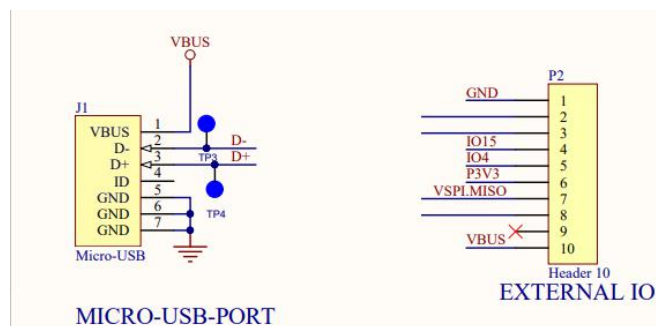 VBUS
J1
VBUS 1
D- 2 D-
TP3
D+ 3 D+
ID 4
GND 5
GND 6
GND 7
TP4
Micro-USB
MICRO-USB-PORT
P2
GND 1
2
3
IO15 4
IO4 5
P3V3 6
VSPI.MISO 7
8
9
VBUS 10
Header 10
EXTERNAL IO